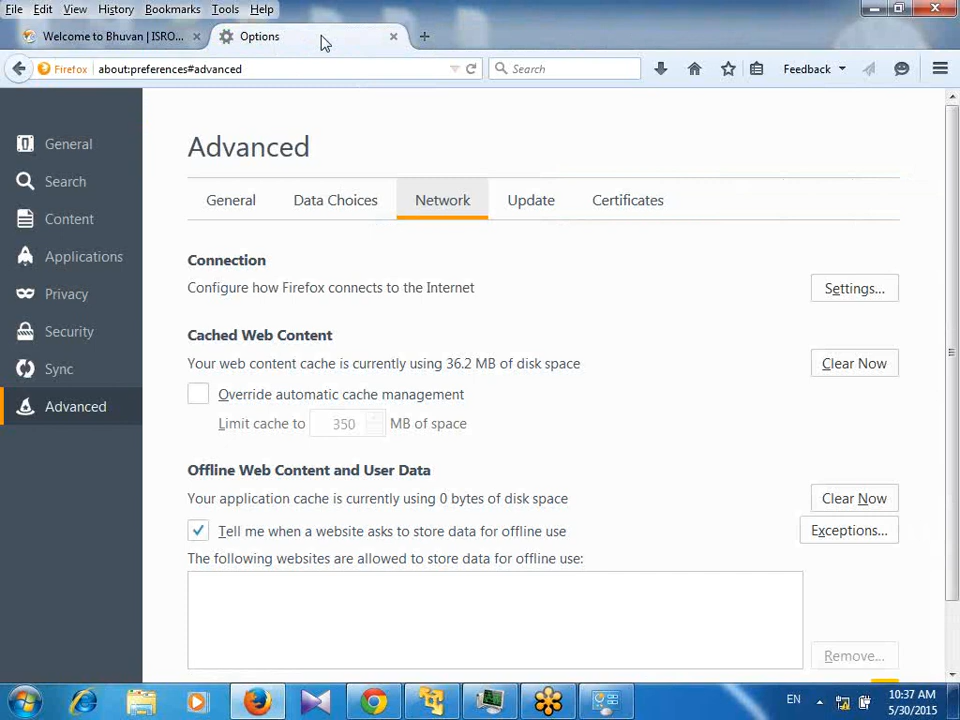 File Edit View History Bookmarks Tools Help
Welcome to Bhuvan | ISRO... Options
Firefox about:preferences#advanced Search Feedback
General
Search
Content
Applications
Privacy
Security
Sync
Advanced
Advanced
General Data Choices Network Update Certificates
Connection
Configure how Firefox connects to the Internet Settings...
Cached Web Content
Your web content cache is currently using 36.2 MB of disk space Clear Now
Override automatic cache management
Limit cache to 350 MB of space
Offline Web Content and User Data
Your application cache is currently using 0 bytes of disk space Clear Now
Tell me when a website asks to store data for offline use Exceptions...
The following websites are allowed to store data for offline use:
Remove...
EN 10:37 AM
5/30/2015